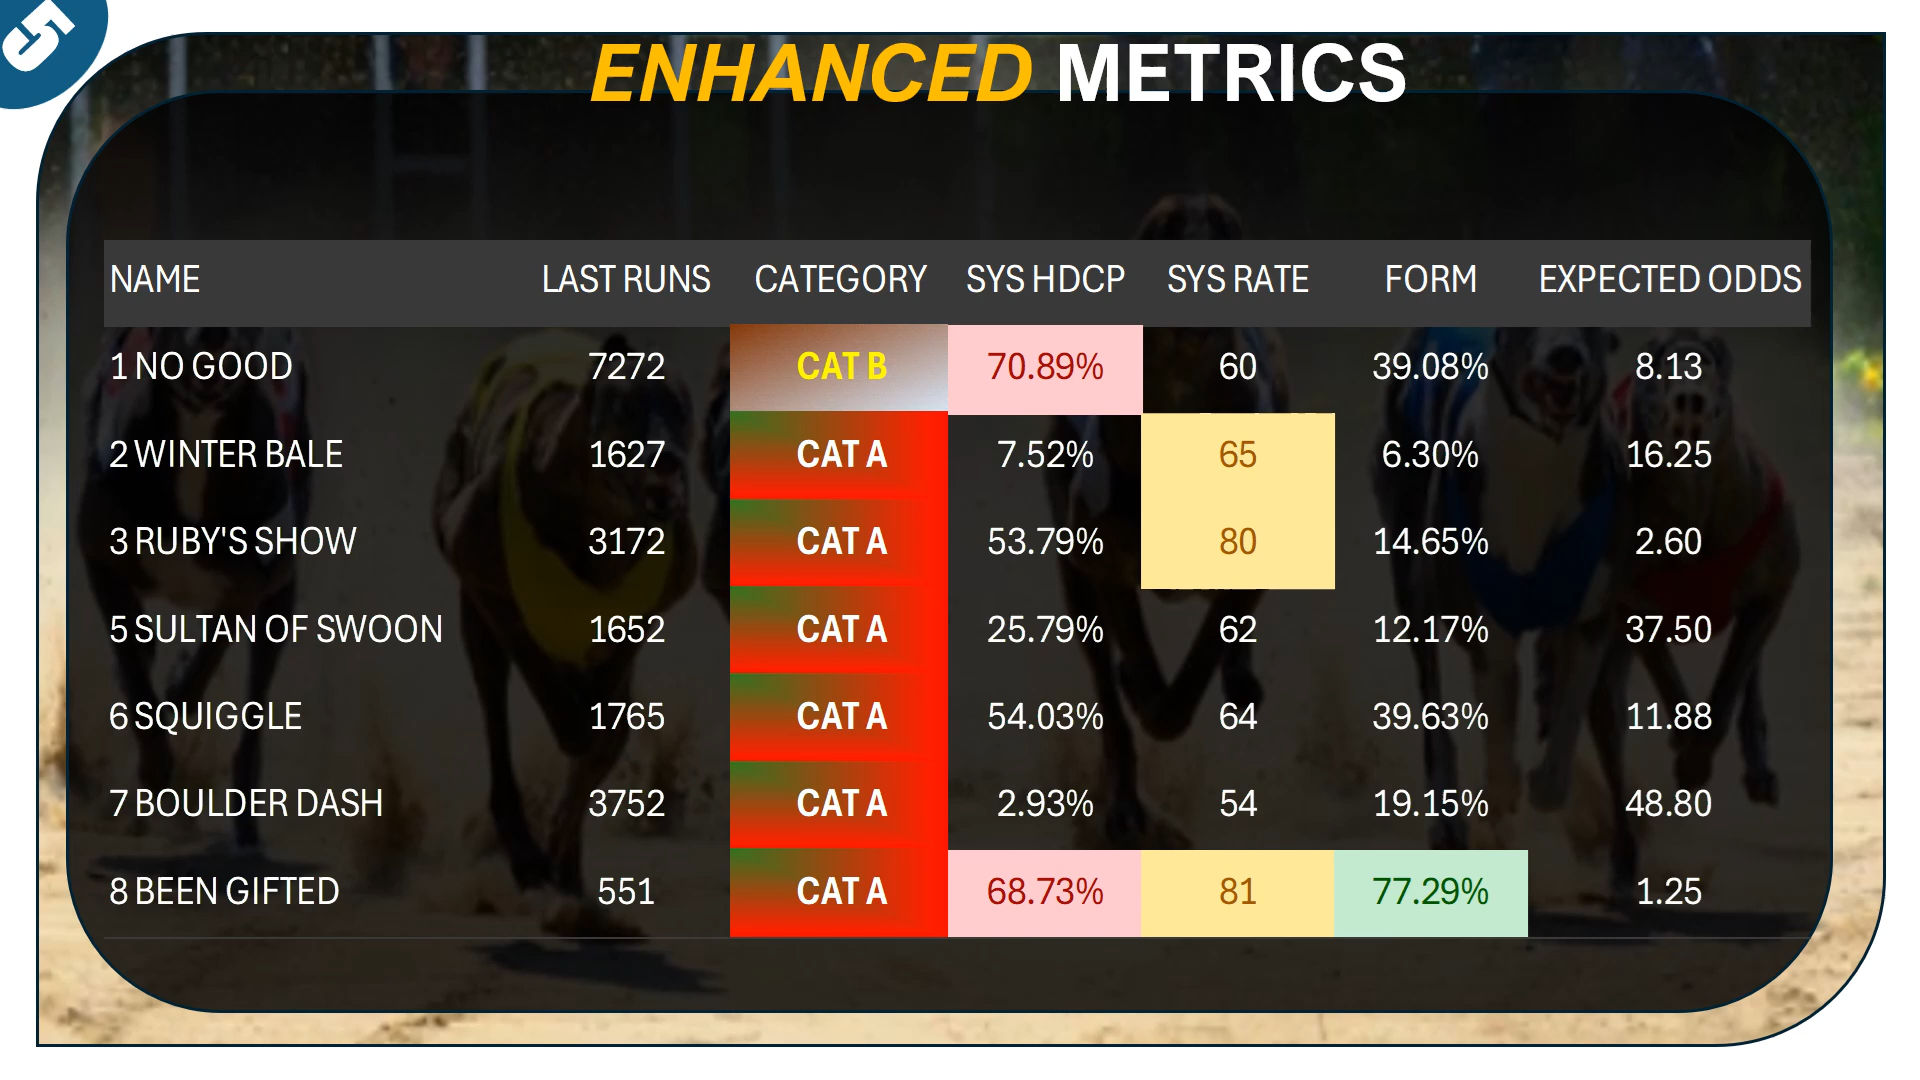 5
ENHANCED METRICS
NAME LAST RUNS CATEGORY SYS HDCP SYS RATE FORM EXPECTED ODDS
1 NO GOOD 7272 CAT B 70.89% 60 39.08% 8.13
2 WINTER BALE 1627 CAT A 7.52% 65 6.30% 16.25
3 RUBY'S SHOW 3172 CAT A 53.79% 80 14.65% 2.60
5 SULTAN OF SWOON 1652 CAT A 25.79% 62 12.17% 37.50
6 SQUIGGLE 1765 CAT A 54.03% 64 39.63% 11.88
7 BOULDER DASH 3752 CAT A 2.93% 54 19.15% 48.80
8 BEEN GIFTED 551 CAT A 68.73% 81 77.29% 1.25